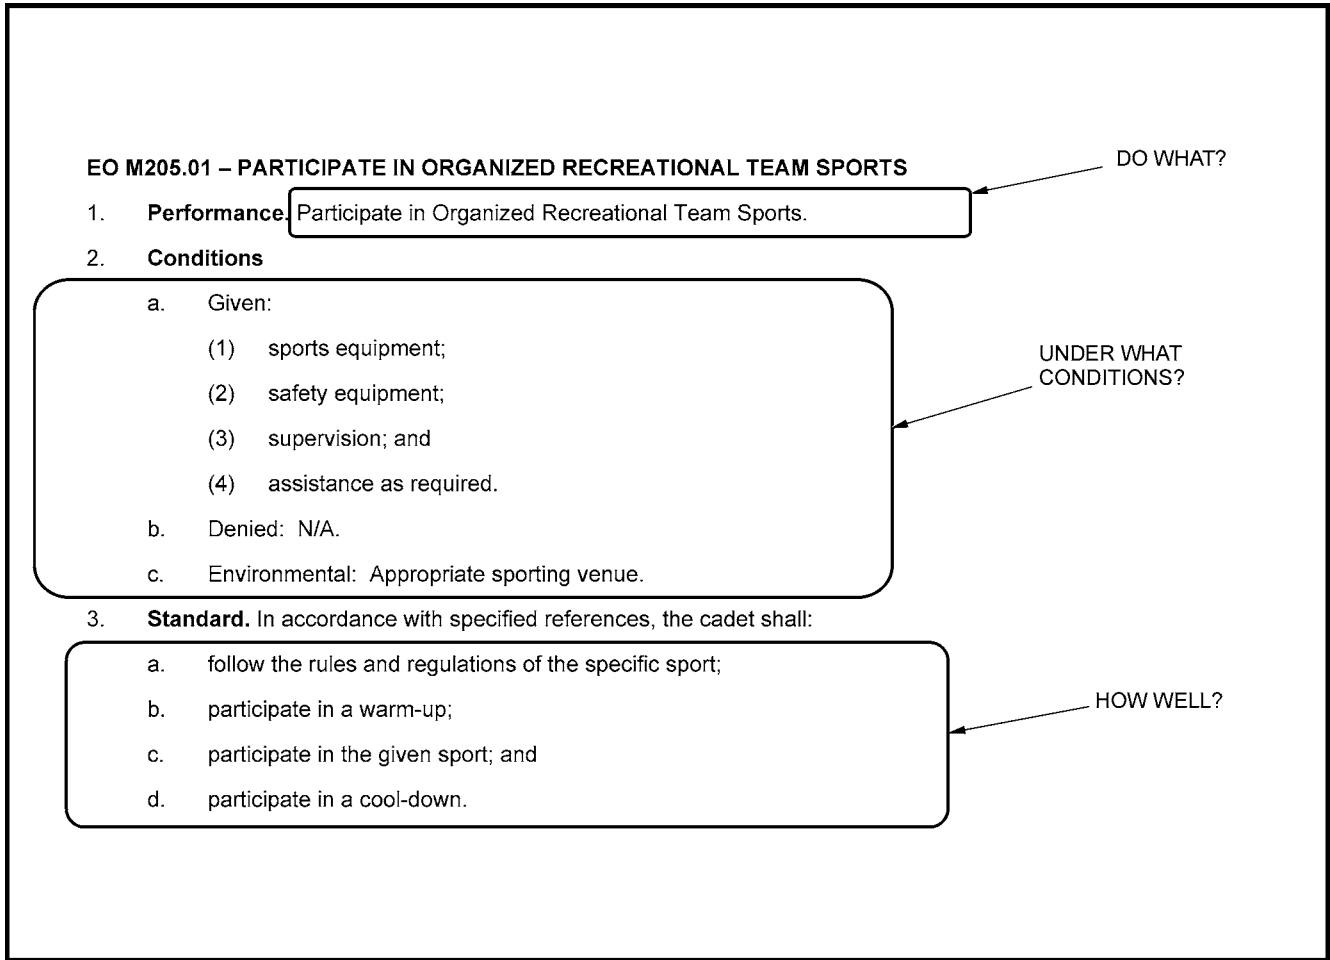 DO WHAT?
EO M205.01 – PARTICIPATE IN ORGANIZED RECREATIONAL TEAM SPORTS
1. Performance. Participate in Organized Recreational Team Sports.
2. Conditions
a. Given:
(1) sports equipment;
(2) safety equipment;
(3) supervision; and
(4) assistance as required.
b. Denied: N/A.
c. Environmental: Appropriate sporting venue.
UNDER WHAT
CONDITIONS?
3. Standard. In accordance with specified references, the cadet shall:
a. follow the rules and regulations of the specific sport;
b. participate in a warm-up;
c. participate in the given sport; and
d. participate in a cool-down.
HOW WELL?